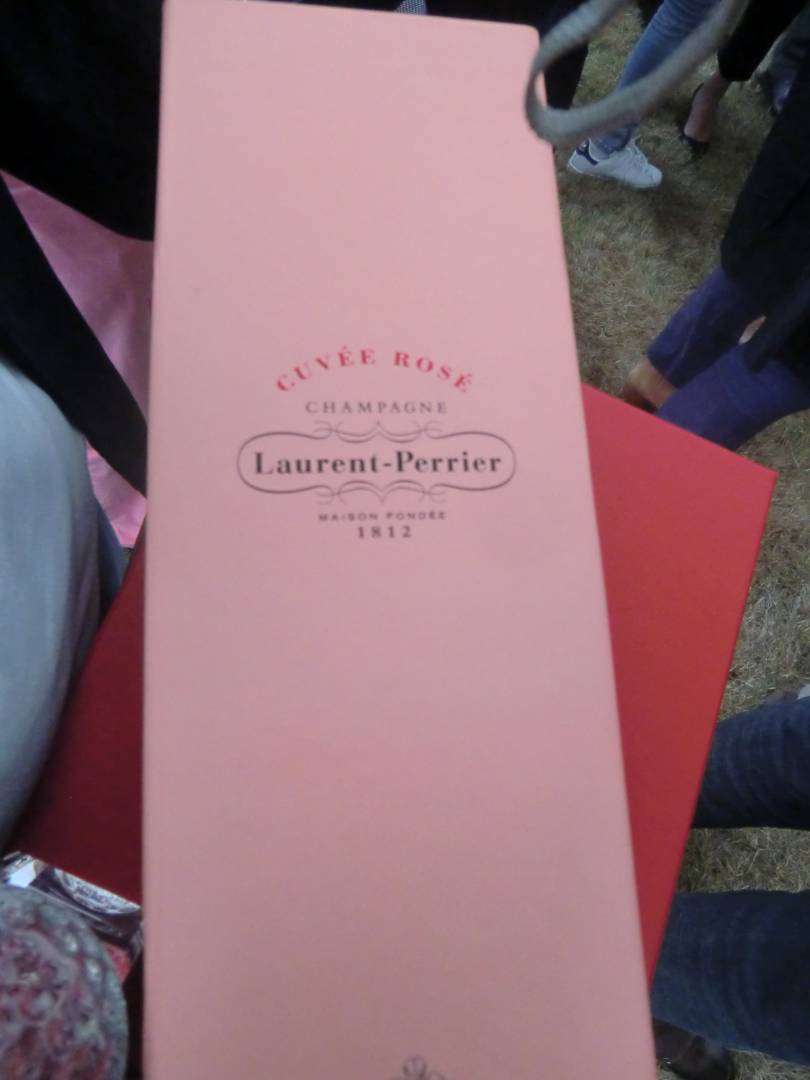 CUVÉE ROSÉ
CHAMPAGNE
Laurent-Perrier
MAISON FONDÉE
1812